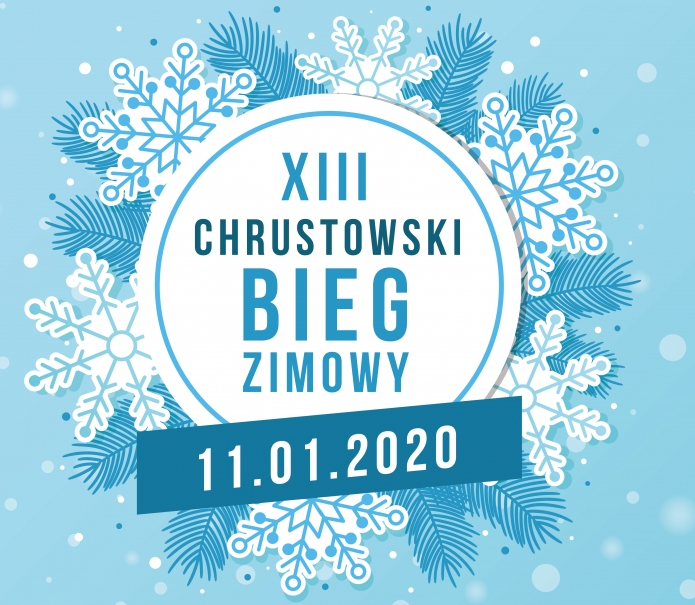 XIII
CHRUSTOWSKI
BIEG
ZIMOWY
11.01.2020